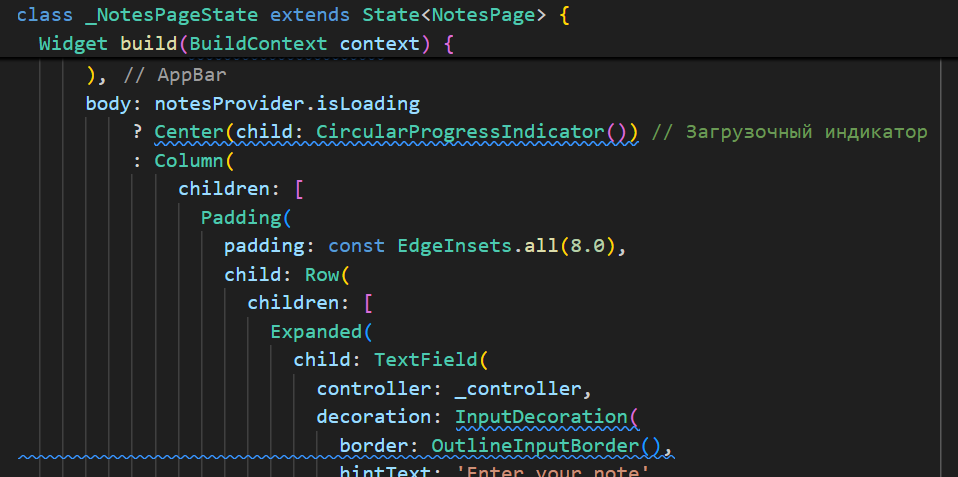 class _NotesPageState extends State<NotesPage> {
  Widget build(BuildContext context) {
      ), // AppBar
      body: notesProvider.isLoading
          ? Center(child: CircularProgressIndicator()) // Загрузочный индикатор
          : Column(
              children: [
                Padding(
                  padding: const EdgeInsets.all(8.0),
                  child: Row(
                    children: [
                      Expanded(
                        child: TextField(
                          controller: _controller,
                          decoration: InputDecoration(
                            border: OutlineInputBorder(),
                            hintText: 'Enter your note'